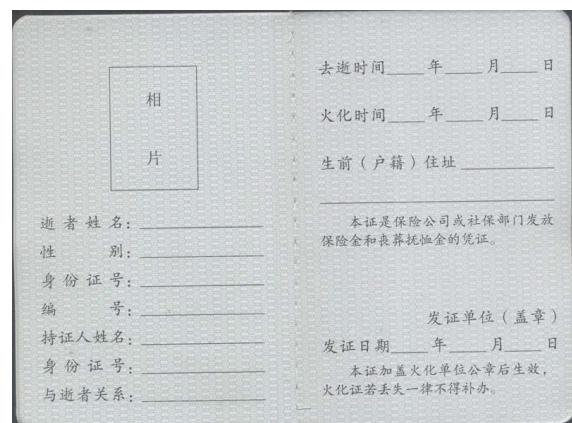 相
片
逝者姓名：
性别：
身份证号：
编号：
持证人姓名：
身份证号：
与逝者关系：
去逝时间____年____月____日
火化时间____年____月____日
生前（户籍）住址
本证是保险公司或社保部门发放
保险金和丧葬抚恤金的凭证。
发证单位（盖章）
发证日期____年____月____日
本证加盖火化单位公章后生效，
火化证若丢失一律不得补办。